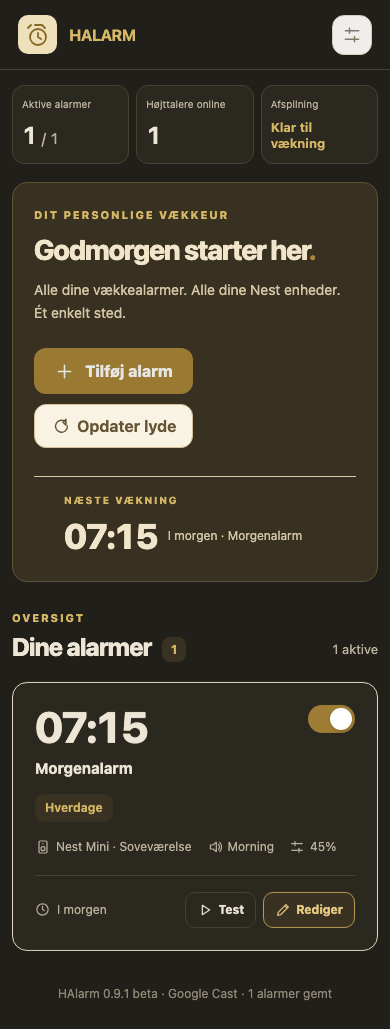 HALARM
Aktive alarmer
1 / 1
Højttalere online
1
Afspilning
Klar til
vækning
DIT PERSONLIGE VÆKKEUR
Godmorgen starter her.
Alle dine vækkealarmer. Alle dine Nest enheder.
Ét enkelt sted.
Tilføj alarm
Opdater lyde
NÆSTE VÆKNING
07:15 I morgen · Morgenalarm
OVERSIGT
Dine alarmer 1
1 aktive
07:15
Morgenalarm
Hverdage
Nest Mini · Soveværelse Morning 45%
I morgen
Test
Rediger
HAlarm 0.9.1 beta · Google Cast · 1 alarmer gemt